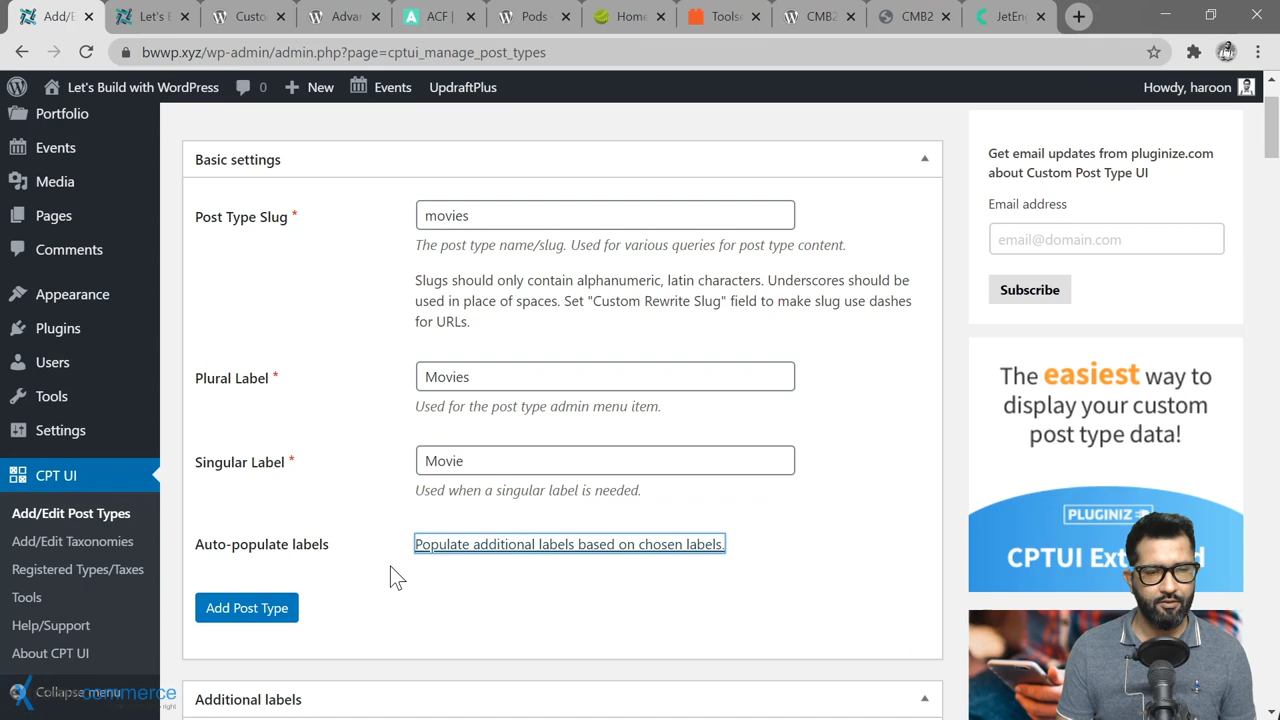 Add/E
Let's E
Custo
Advar
ACF
Pods
Home
Toolse
CMB2
CMB2
JetEng
bwwp.xyz/wp-admin/admin.php?page=cptui_manage_post_types
Let's Build with WordPress
0
New
Events
UpdraftPlus
Howdy, haroon
Portfolio
Events
Media
Pages
Comments
Appearance
Plugins
Users
Tools
Settings
CPT UI
Add/Edit Post Types
Add/Edit Taxonomies
Registered Types/Taxes
Tools
Help/Support
About CPT UI
Collapse menu
commerce
Basic settings
Post Type Slug *
movies
The post type name/slug. Used for various queries for post type content.
Slugs should only contain alphanumeric, latin characters. Underscores should be
used in place of spaces. Set "Custom Rewrite Slug" field to make slug use dashes
for URLs.
Plural Label *
Movies
Used for the post type admin menu item.
Singular Label *
Movie
Used when a singular label is needed.
Auto-populate labels
Populate additional labels based on chosen labels.
Add Post Type
Additional labels
Get email updates from pluginize.com
about Custom Post Type UI
Email address
email@domain.com
Subscribe
The easiest way to
display your custom
post type data!
PLUGINIZ
CPTUI Ext